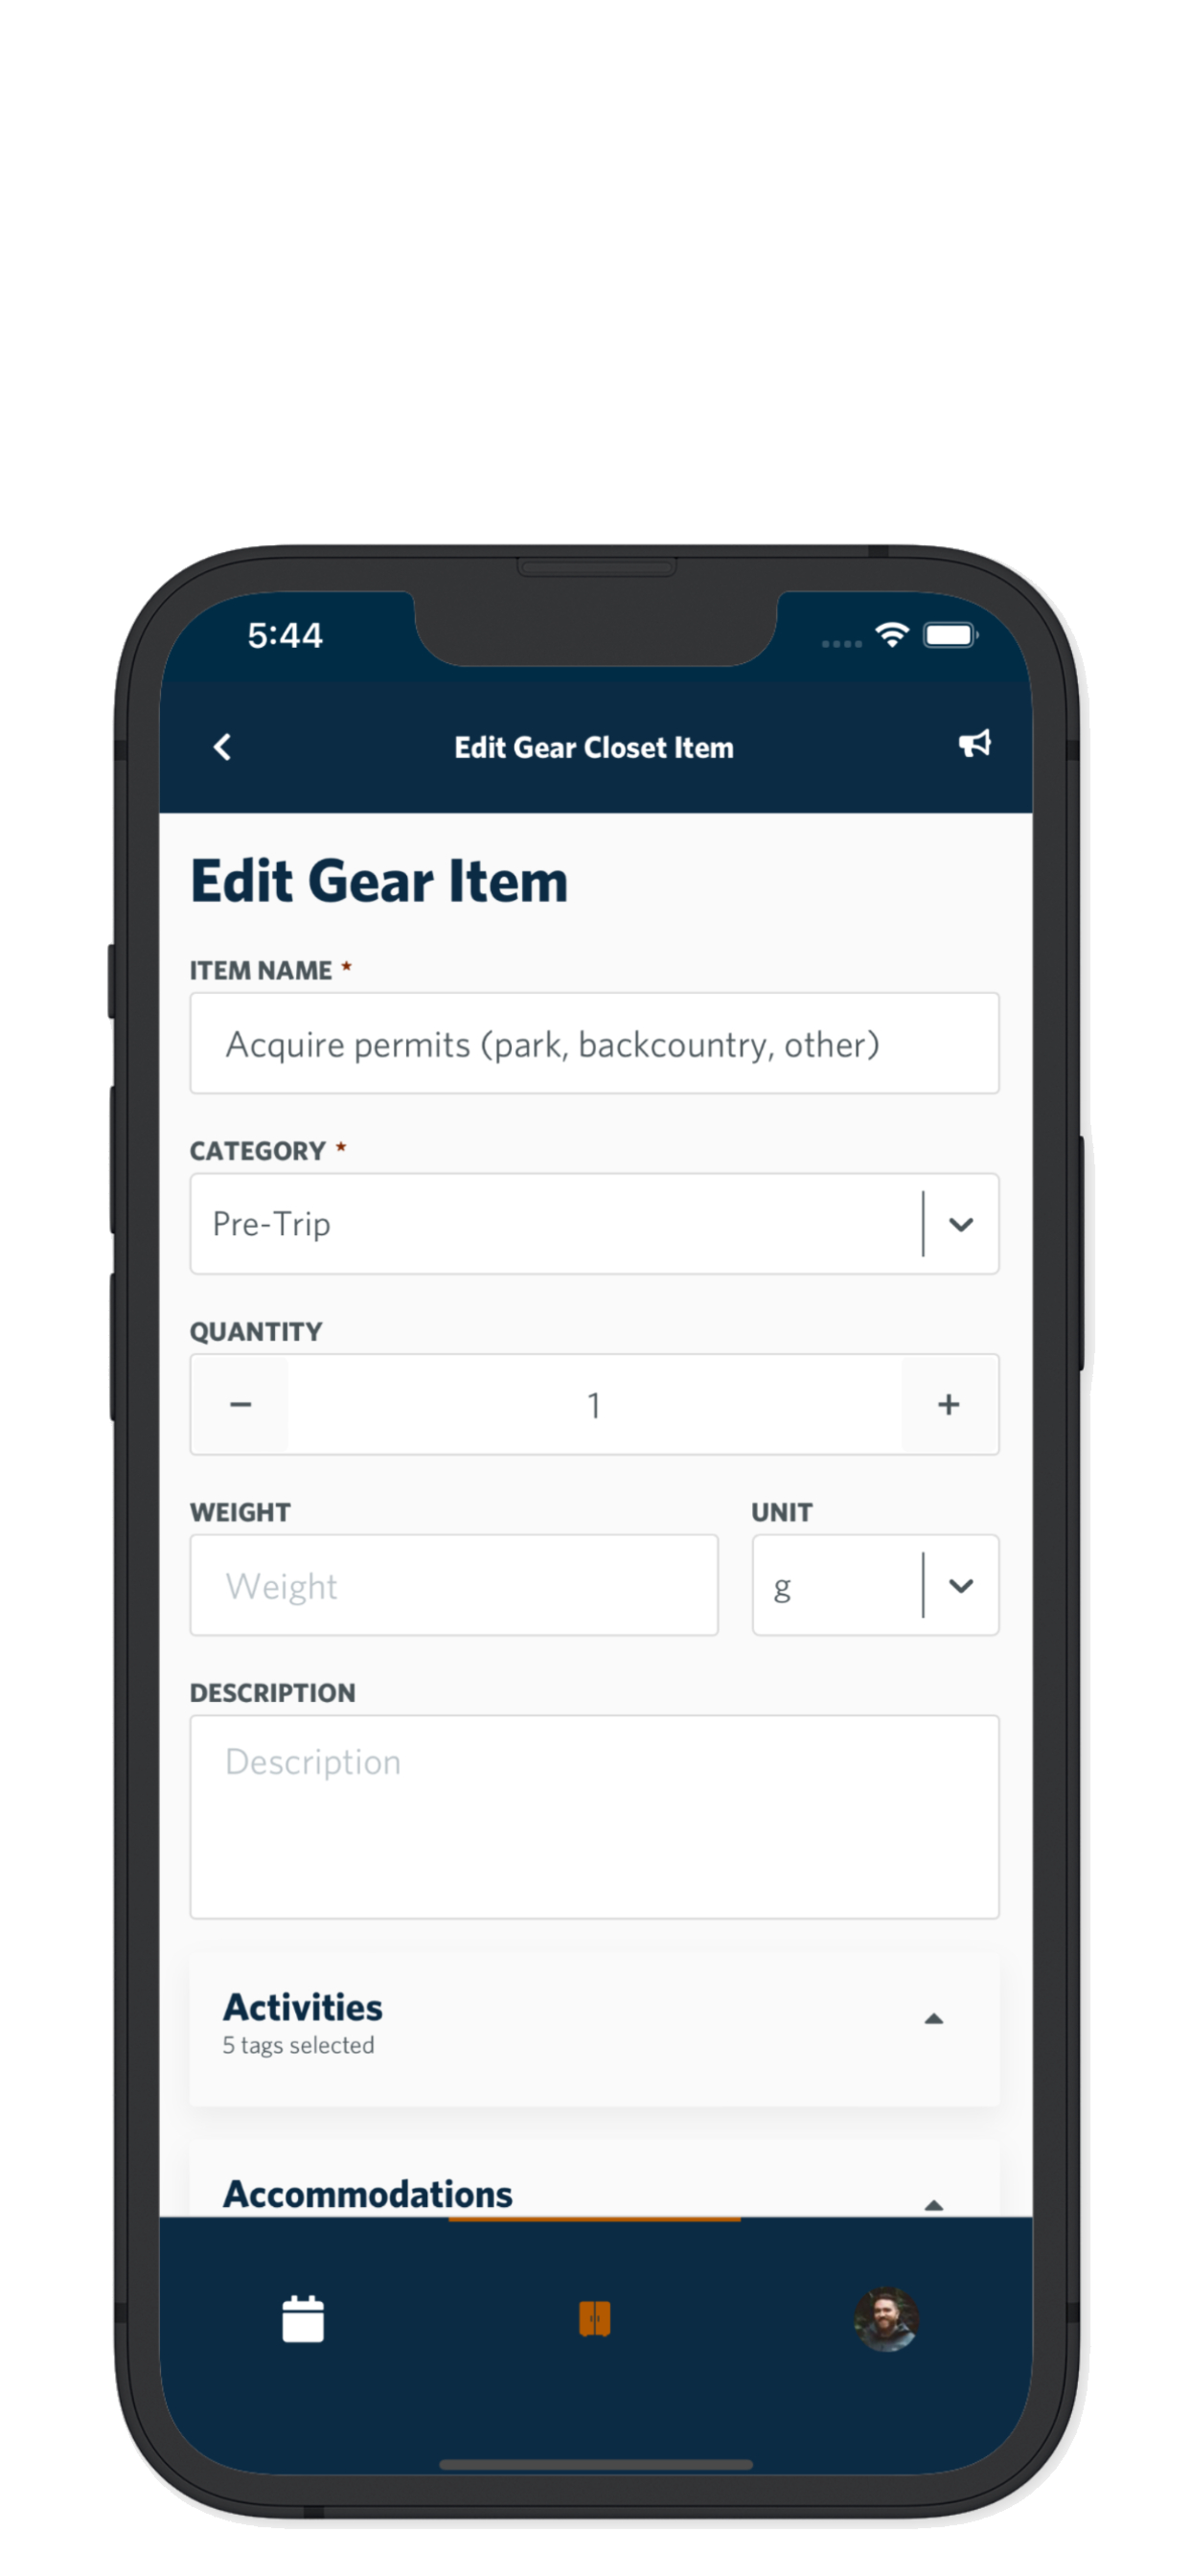 5:44
Edit Gear Closet Item
Edit Gear Item
ITEM NAME *
Acquire permits (park, backcountry, other)
CATEGORY *
Pre-Trip
QUANTITY
− 1 +
WEIGHT UNIT
Weight g
DESCRIPTION
Description
Activities
5 tags selected
Accommodations